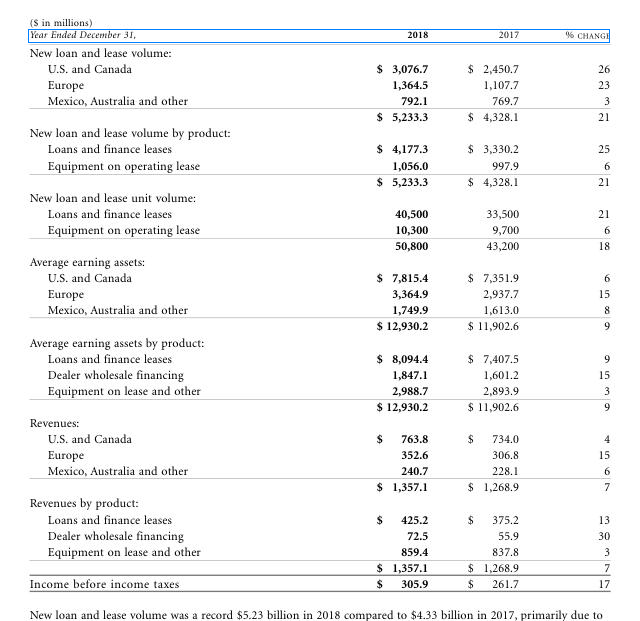 ($ in millions)
Year Ended December 31, 2018 2017 % CHANGE
New loan and lease volume:
U.S. and Canada $ 3,076.7 $ 2,450.7 26
Europe 1,364.5 1,107.7 23
Mexico, Australia and other 792.1 769.7 3
$ 5,233.3 $ 4,328.1 21
New loan and lease volume by product:
Loans and finance leases $ 4,177.3 $ 3,330.2 25
Equipment on operating lease 1,056.0 997.9 6
$ 5,233.3 $ 4,328.1 21
New loan and lease unit volume:
Loans and finance leases 40,500 33,500 21
Equipment on operating lease 10,300 9,700 6
50,800 43,200 18
Average earning assets:
U.S. and Canada $ 7,815.4 $ 7,351.9 6
Europe 3,364.9 2,937.7 15
Mexico, Australia and other 1,749.9 1,613.0 8
$ 12,930.2 $ 11,902.6 9
Average earning assets by product:
Loans and finance leases $ 8,094.4 $ 7,407.5 9
Dealer wholesale financing 1,847.1 1,601.2 15
Equipment on lease and other 2,988.7 2,893.9 3
$ 12,930.2 $ 11,902.6 9
Revenues:
U.S. and Canada $ 763.8 $ 734.0 4
Europe 352.6 306.8 15
Mexico, Australia and other 240.7 228.1 6
$ 1,357.1 $ 1,268.9 7
Revenues by product:
Loans and finance leases $ 425.2 $ 375.2 13
Dealer wholesale financing 72.5 55.9 30
Equipment on lease and other 859.4 837.8 3
$ 1,357.1 $ 1,268.9 7
Income before income taxes $ 305.9 $ 261.7 17
New loan and lease volume was a record $5.23 billion in 2018 compared to $4.33 billion in 2017, primarily due to